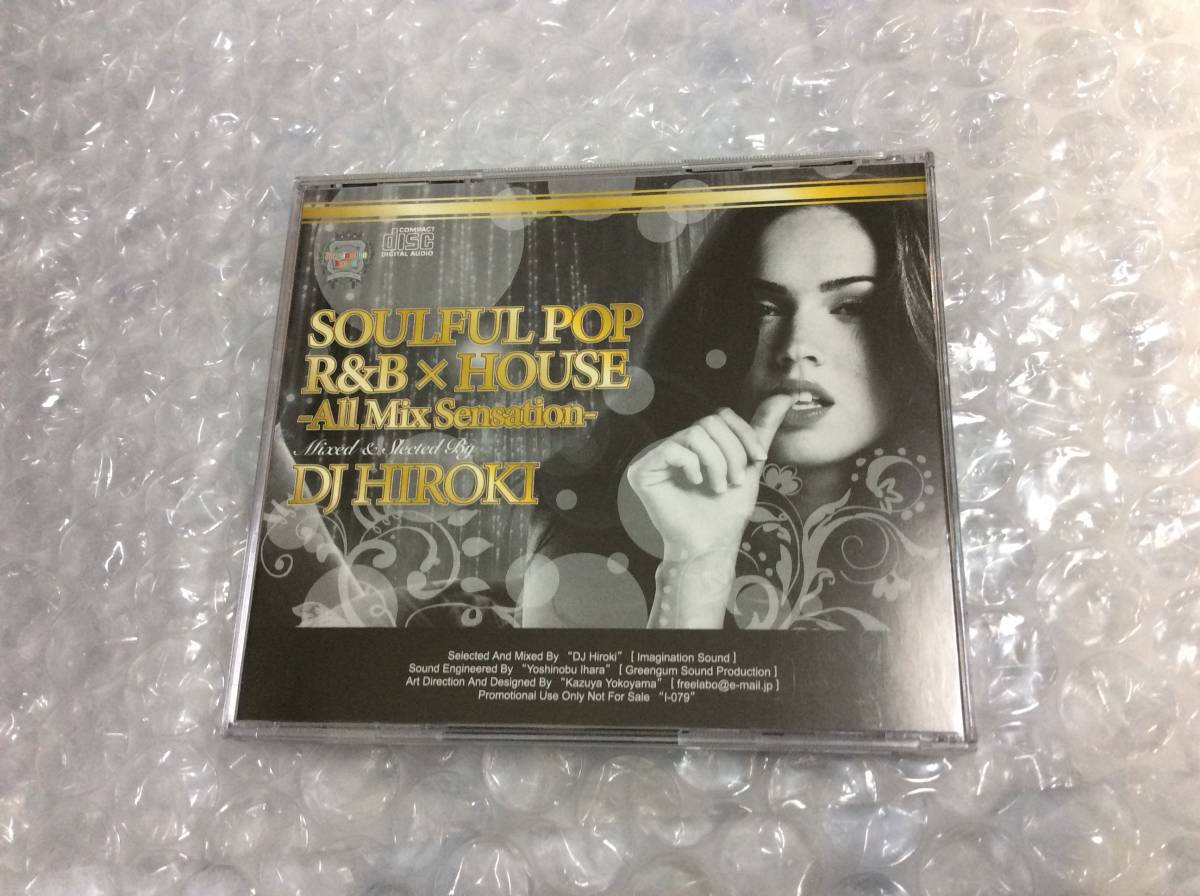 COMPACT
disc
DIGITAL AUDIO
SOULFUL POP
R&B × HOUSE
-All Mix Sensation-
Mixed & Slected By
DJ HIROKI
Selected And Mixed By “DJ Hiroki” [ Imagination Sound ]
Sound Engineered By “Yoshinobu Ihara” [ Greengum Sound Production ]
Art Direction And Designed By “Kazuya Yokoyama” [ freelabo@e-mail.jp ]
Promotional Use Only Not For Sale “I-079”